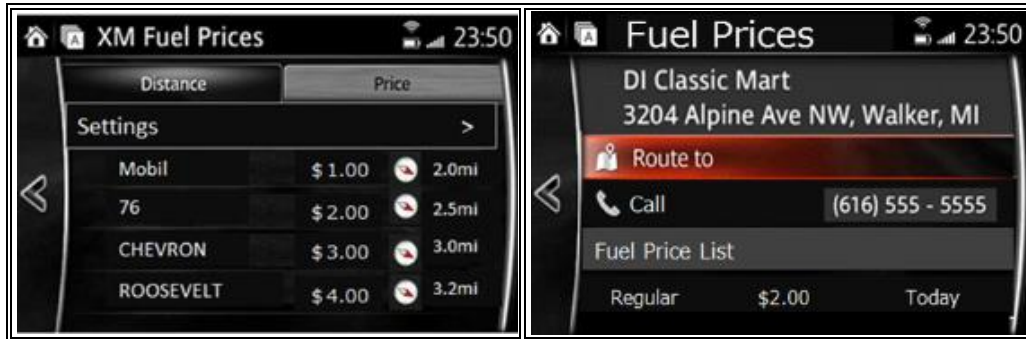 XM Fuel Prices 23:50
Distance Price
Settings >
Mobil $1.00 2.0mi
76 $2.00 2.5mi
CHEVRON $3.00 3.0mi
ROOSEVELT $4.00 3.2mi
Fuel Prices 23:50
DI Classic Mart
3204 Alpine Ave NW, Walker, MI
Route to
Call (616) 555 - 5555
Fuel Price List
Regular $2.00 Today